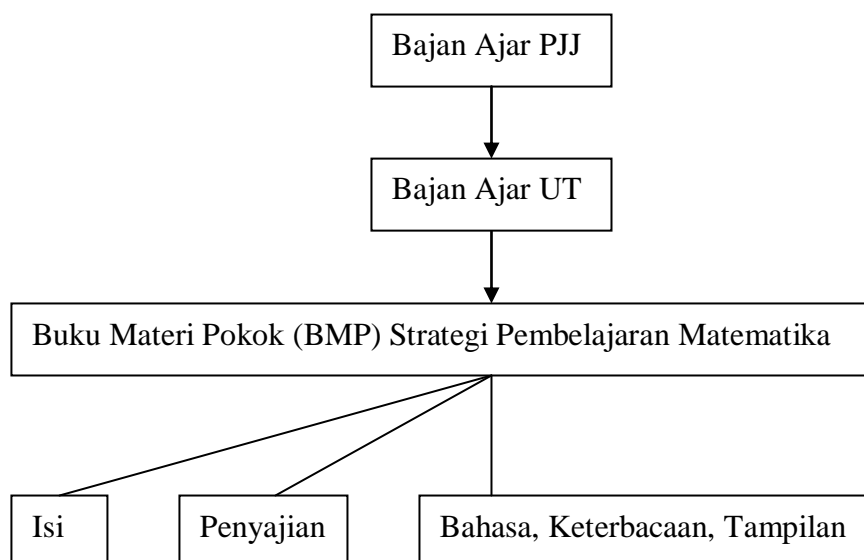 Bajan Ajar PJJ
Bajan Ajar UT
Buku Materi Pokok (BMP) Strategi Pembelajaran Matematika
Isi
Penyajian
Bahasa, Keterbacaan, Tampilan